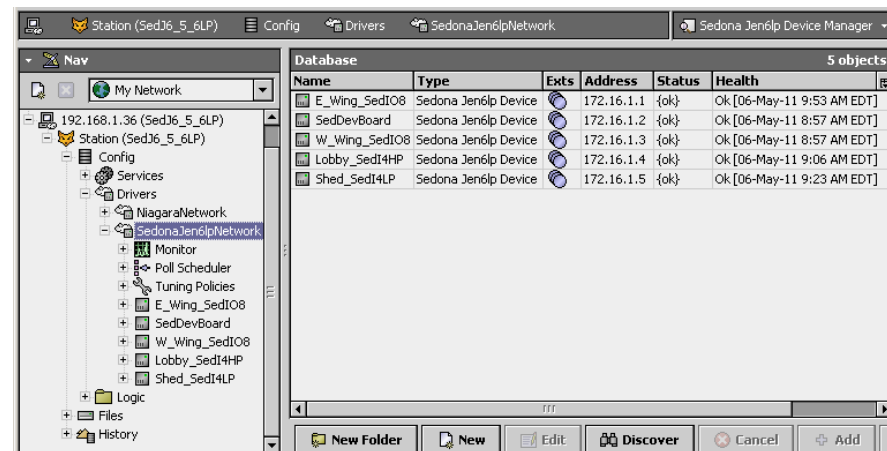 Station (SedJ6_5_6LP) Config Drivers SedonaJen6lpNetwork Sedona Jen6lp Device Manager
Nav
My Network
192.168.1.36 (SedJ6_5_6LP)
Station (SedJ6_5_6LP)
Config
Services
Drivers
NiagaraNetwork
SedonaJen6lpNetwork
Monitor
Poll Scheduler
Tuning Policies
E_Wing_SedIO8
SedDevBoard
W_Wing_SedIO8
Lobby_SedI4HP
Shed_SedI4LP
Logic
Files
History
Database 5 objects
Name Type Exts Address Status Health
E_Wing_SedIO8 Sedona Jen6lp Device 172.16.1.1 {ok} Ok [06-May-11 9:53 AM EDT]
SedDevBoard Sedona Jen6lp Device 172.16.1.2 {ok} Ok [06-May-11 8:57 AM EDT]
W_Wing_SedIO8 Sedona Jen6lp Device 172.16.1.3 {ok} Ok [06-May-11 8:57 AM EDT]
Lobby_SedI4HP Sedona Jen6lp Device 172.16.1.4 {ok} Ok [06-May-11 9:06 AM EDT]
Shed_SedI4LP Sedona Jen6lp Device 172.16.1.5 {ok} Ok [06-May-11 9:23 AM EDT]
New Folder New Edit Discover Cancel Add